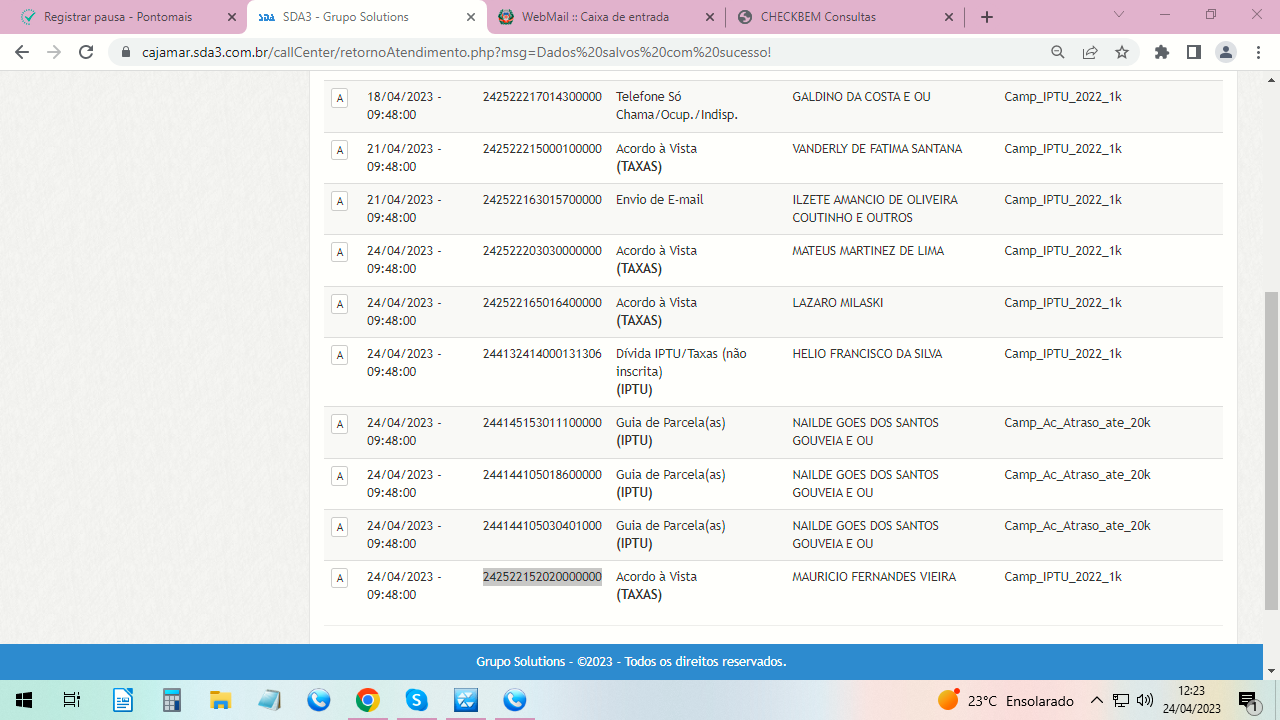 Registrar pausa - Pontomais
SDA3 - Grupo Solutions
WebMail :: Caixa de entrada
CHECKBEM Consultas
cajamar.sda3.com.br/callCenter/retornoAtendimento.php?msg=Dados%20salvos%20com%20sucesso!
A 18/04/2023 - 242522217014300000 Telefone Só GALDINO DA COSTA E OU Camp_IPTU_2022_1k
09:48:00 Chama/Ocup./Indisp.
A 21/04/2023 - 242522215000100000 Acordo à Vista VANDERLY DE FATIMA SANTANA Camp_IPTU_2022_1k
09:48:00 (TAXAS)
A 21/04/2023 - 242522163015700000 Envio de E-mail ILZETE AMANCIO DE OLIVEIRA Camp_IPTU_2022_1k
09:48:00 COUTINHO E OUTROS
A 24/04/2023 - 242522203030000000 Acordo à Vista MATEUS MARTINEZ DE LIMA Camp_IPTU_2022_1k
09:48:00 (TAXAS)
A 24/04/2023 - 242522165016400000 Acordo à Vista LAZARO MILASKI Camp_IPTU_2022_1k
09:48:00 (TAXAS)
A 24/04/2023 - 244132414000131306 Dívida IPTU/Taxas (não HELIO FRANCISCO DA SILVA Camp_IPTU_2022_1k
09:48:00 inscrita)
(IPTU)
A 24/04/2023 - 244145153011100000 Guia de Parcela(as) NAILDE GOES DOS SANTOS Camp_Ac_Atraso_ate_20k
09:48:00 (IPTU) GOUVEIA E OU
A 24/04/2023 - 244144105018600000 Guia de Parcela(as) NAILDE GOES DOS SANTOS Camp_Ac_Atraso_ate_20k
09:48:00 (IPTU) GOUVEIA E OU
A 24/04/2023 - 244144105030401000 Guia de Parcela(as) NAILDE GOES DOS SANTOS Camp_Ac_Atraso_ate_20k
09:48:00 (IPTU) GOUVEIA E OU
A 24/04/2023 - 242522152020000000 Acordo à Vista MAURICIO FERNANDES VIEIRA Camp_IPTU_2022_1k
09:48:00 (TAXAS)
Grupo Solutions - ©2023 - Todos os direitos reservados.
23°C Ensolarado
12:23
24/04/2023
1